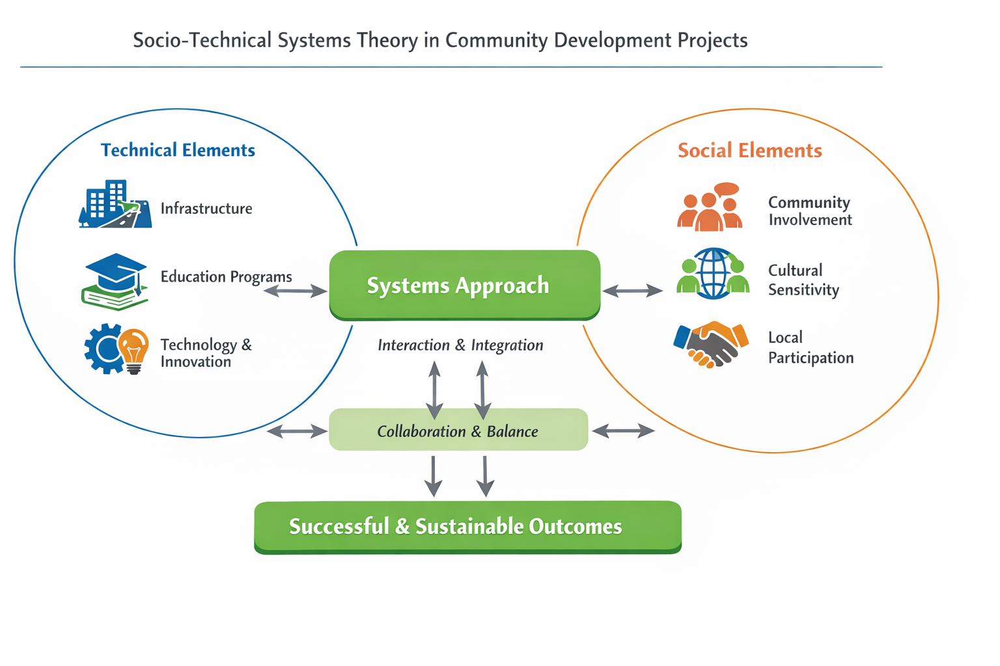 Socio-Technical Systems Theory in Community Development Projects
Technical Elements
Infrastructure
Education Programs
Technology &
Innovation
Systems Approach
Interaction & Integration
Collaboration & Balance
Successful & Sustainable Outcomes
Social Elements
Community
Involvement
Cultural
Sensitivity
Local
Participation